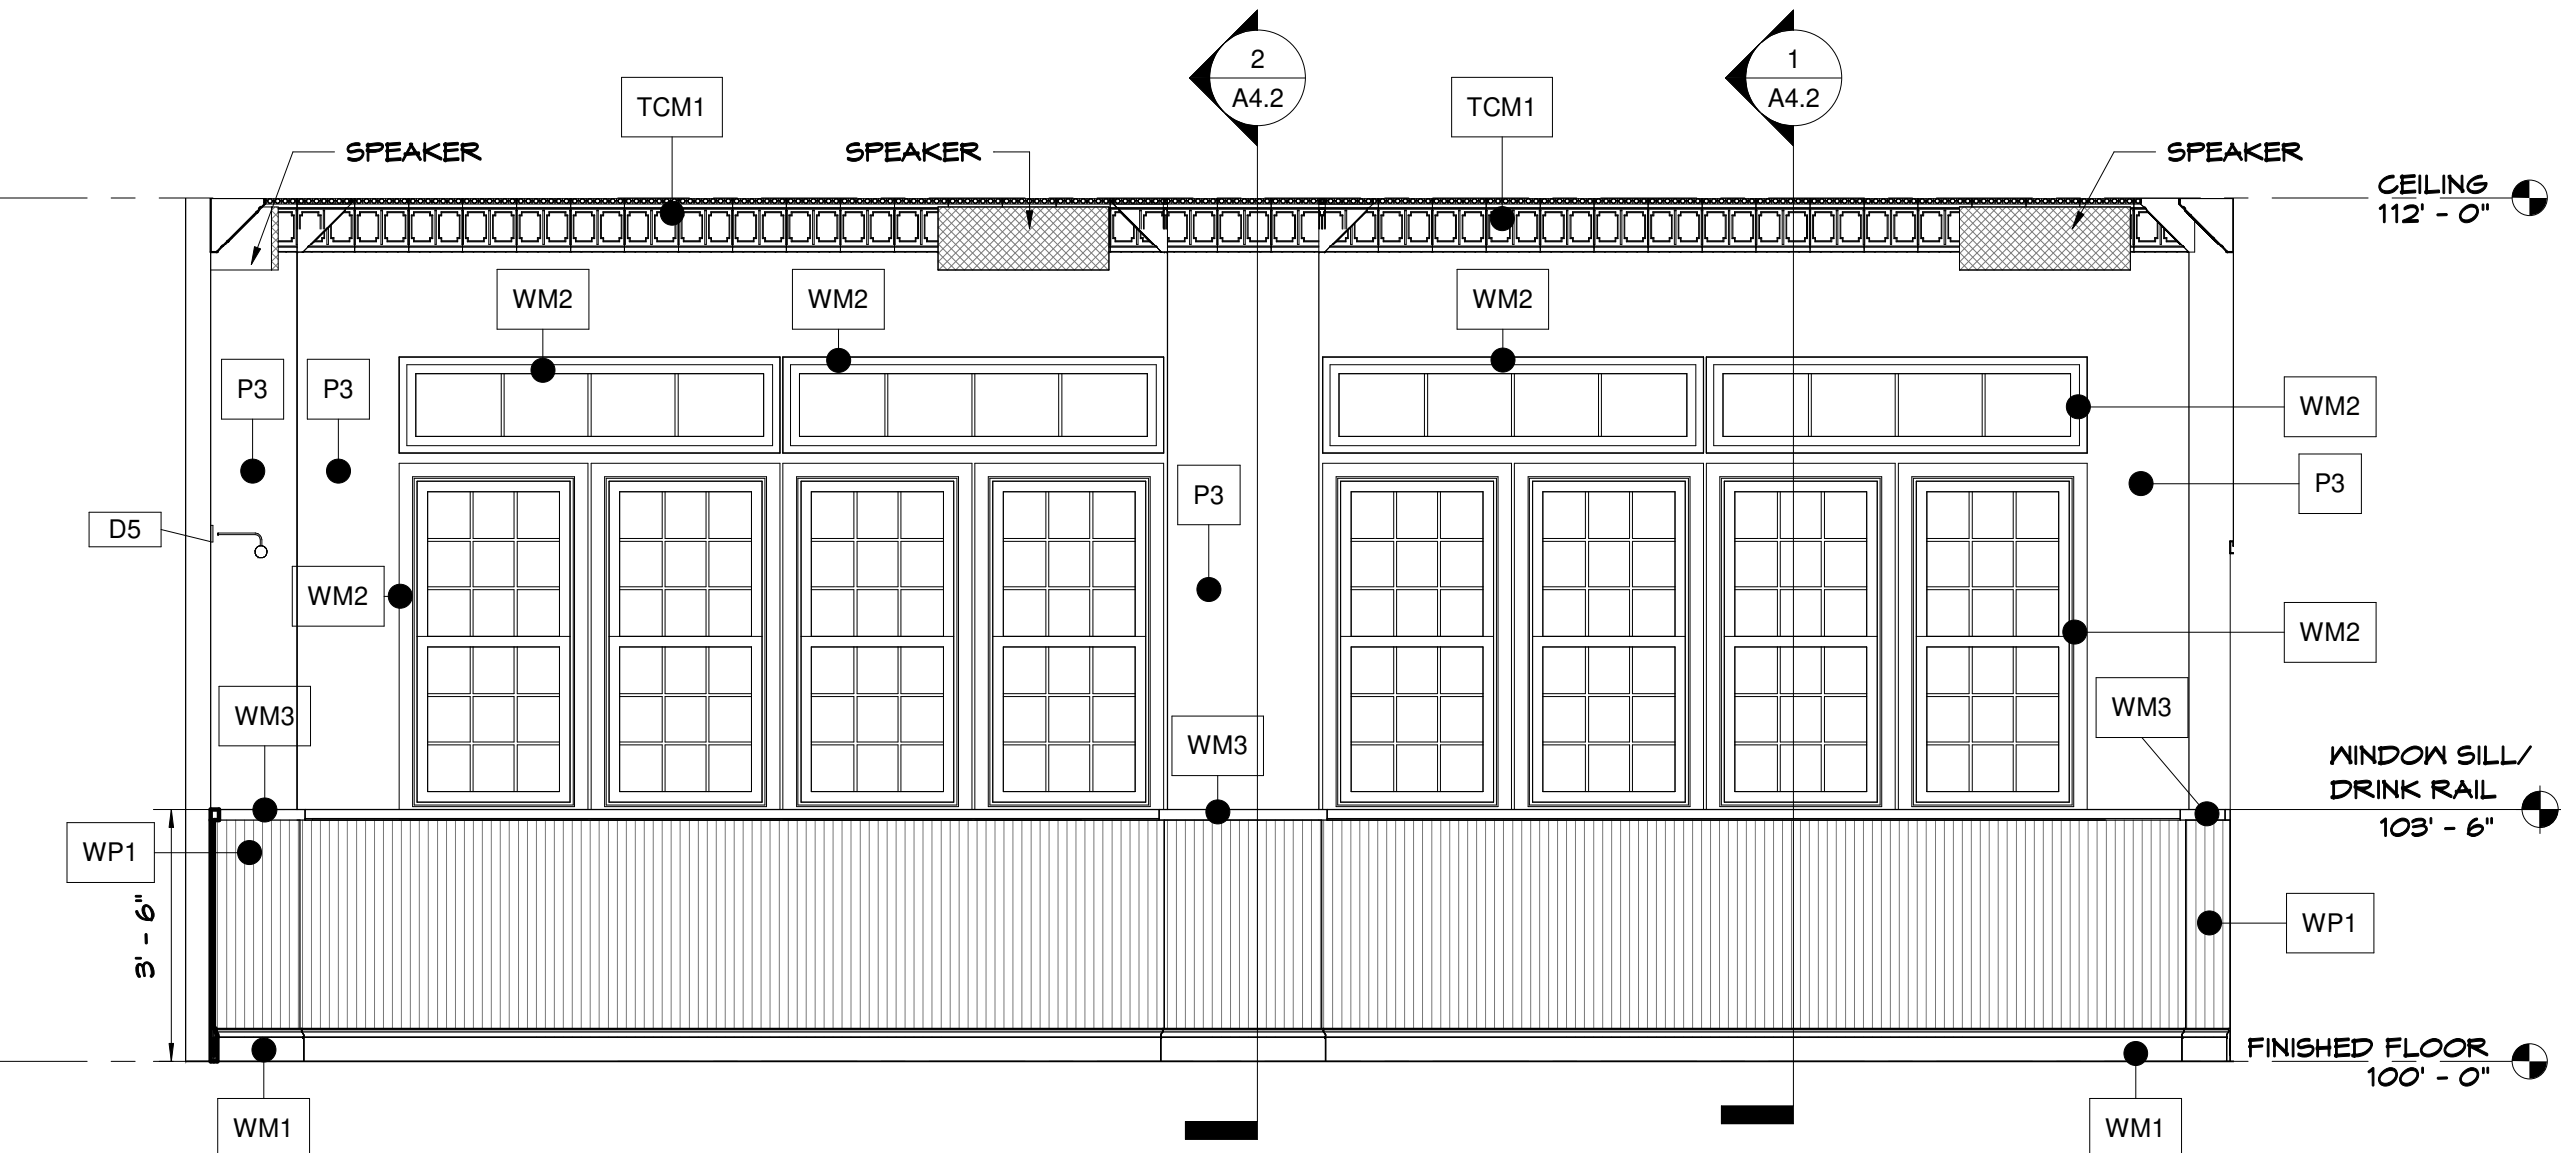 2
A4.2
1
A4.2
TCM1
TCM1
SPEAKER
SPEAKER
SPEAKER
CEILING
112' - 0"
WM2
WM2
WM2
P3
P3
WM2
P3
P3
D5
WM2
WM2
WM3
WM3
WM3
WINDOW SILL/
DRINK RAIL
103' - 6"
WP1
3' - 6"
WP1
FINISHED FLOOR
100' - 0"
WM1
WM1